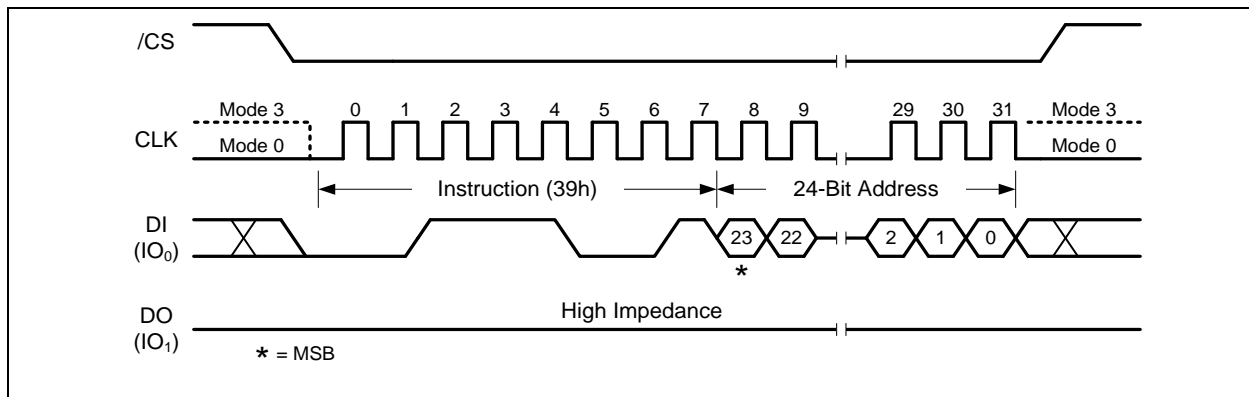 /CS
Mode 3 0 1 2 3 4 5 6 7 8 9 29 30 31 Mode 3
CLK
Mode 0 Mode 0
Instruction (39h) 24-Bit Address
DI
(IO₀) 23 22 2 1 0
*
High Impedance
DO
(IO₁)
* = MSB